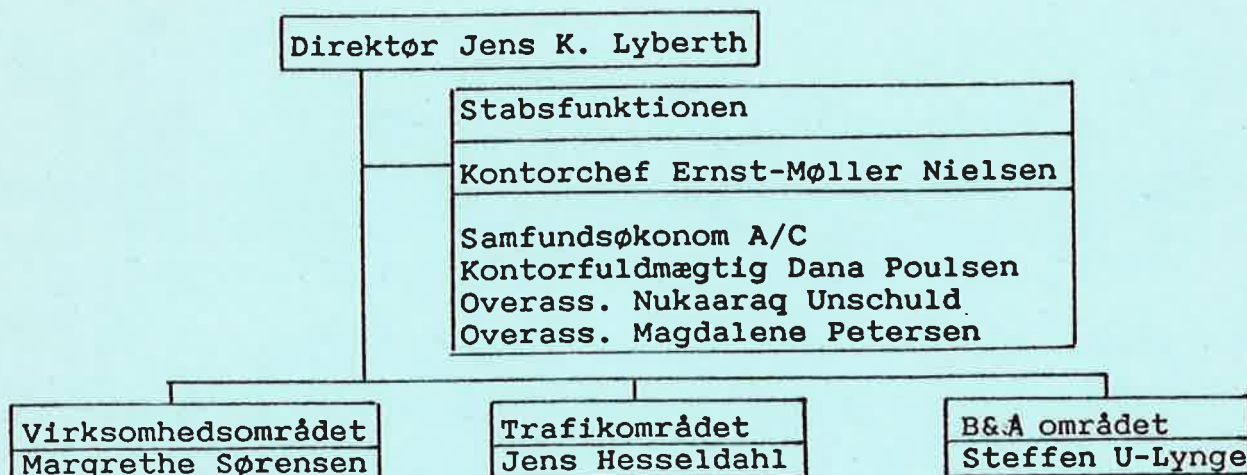 Direktør Jens K. Lyberth
Stabsfunktionen
Kontorchef Ernst-Møller Nielsen
Samfundsøkonom A/C
Kontorfuldmægtig Dana Poulsen
Overass. Nukaaraq Unschuld
Overass. Magdalene Petersen
Virksomhedsområdet
Margrethe Sørensen
Trafikområdet
Jens Hesseldahl
B&A området
Steffen U-Lynge